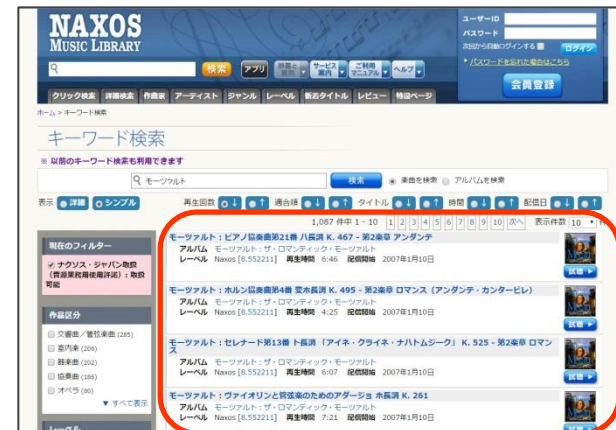 NAXOS
MUSIC LIBRARY
ユーザーID
パスワード
次回から自動ログインする
ログイン
パスワードを忘れた場合はこちら
会員登録
検索
アプリ
辞書と資料
サービス案内
ご利用マニュアル
ヘルプ
クリック検索 詳細検索 作曲家 アーティスト ジャンル レーベル 新着タイトル レビュー 特設ページ
ホーム > キーワード検索
キーワード検索
※ 以前のキーワード検索も利用できます
モーツァルト 検索 楽曲を検索 アルバムを検索
表示 詳細 シンプル 再生回数 ↓ ↑ 適合順 ↓ ↑ タイトル ↓ ↑ 時間 ↓ ↑ 配信日 ↓ ↑
1,087 件中 1 - 10 1 2 3 4 5 6 7 8 9 10 次へ 表示件数 10 件
現在のフィルター
ナクソス・ジャパン取扱
(音源業務用使用許諾):取扱
可能
作品区分
交響曲/管弦楽曲 (285)
室内楽 (206)
器楽曲 (202)
協奏曲 (186)
オペラ (80)
▼ すべて表示
レーベル
モーツァルト:ピアノ協奏曲第21番 ハ長調 K. 467 - 第2楽章 アンダンテ
アルバム モーツァルト:ザ・ロマンティック・モーツァルト
レーベル Naxos [8.552211] 再生時間 6:46 配信開始 2007年1月10日
試聴
モーツァルト:ホルン協奏曲第4番 変ホ長調 K. 495 - 第2楽章 ロマンス (アンダンテ・カンタービレ)
アルバム モーツァルト:ザ・ロマンティック・モーツァルト
レーベル Naxos [8.552211] 再生時間 4:25 配信開始 2007年1月10日
試聴
モーツァルト:セレナード第13番 ト長調 「アイネ・クライネ・ナハトムジーク」 K. 525 - 第2楽章 ロマン
ス
アルバム モーツァルト:ザ・ロマンティック・モーツァルト
レーベル Naxos [8.552211] 再生時間 6:07 配信開始 2007年1月10日
試聴
モーツァルト:ヴァイオリンと管弦楽のためのアダージョ ホ長調 K. 261
アルバム モーツァルト:ザ・ロマンティック・モーツァルト
レーベル Naxos [8.552211] 再生時間 7:21 配信開始 2007年1月10日
試聴